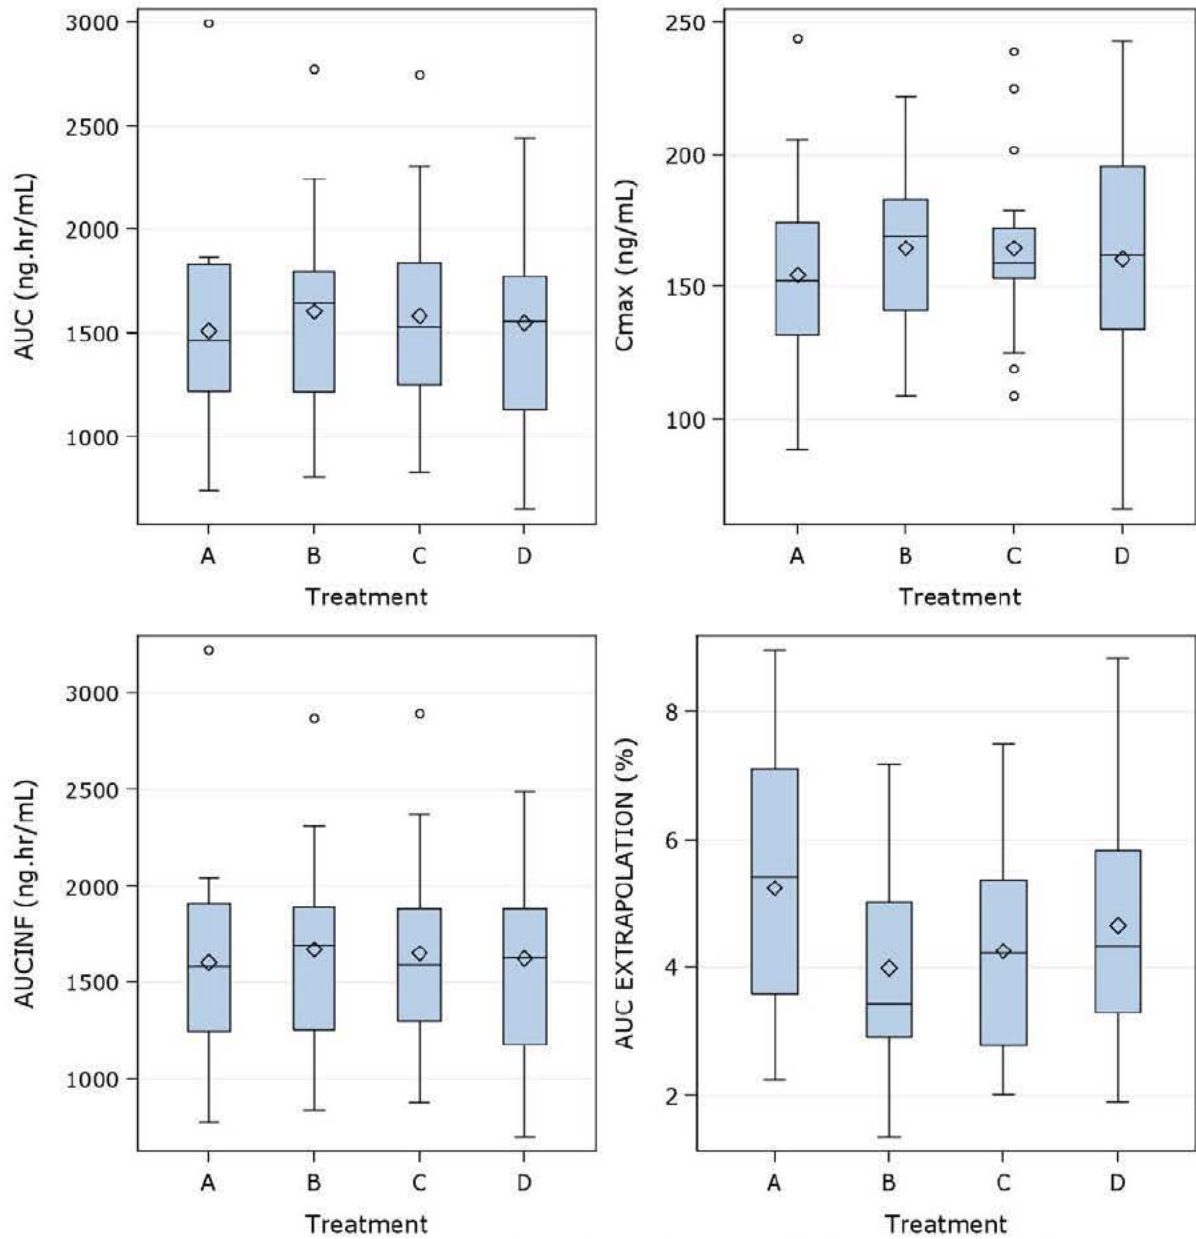 AUC (ng.hr/mL)
3000
2500
2000
1500
1000
A B C D
Treatment
Cmax (ng/mL)
250
200
150
100
A B C D
Treatment
AUCINF (ng.hr/mL)
3000
2500
2000
1500
1000
A B C D
Treatment
AUC EXTRAPOLATION (%)
8
6
4
2
A B C D
Treatment